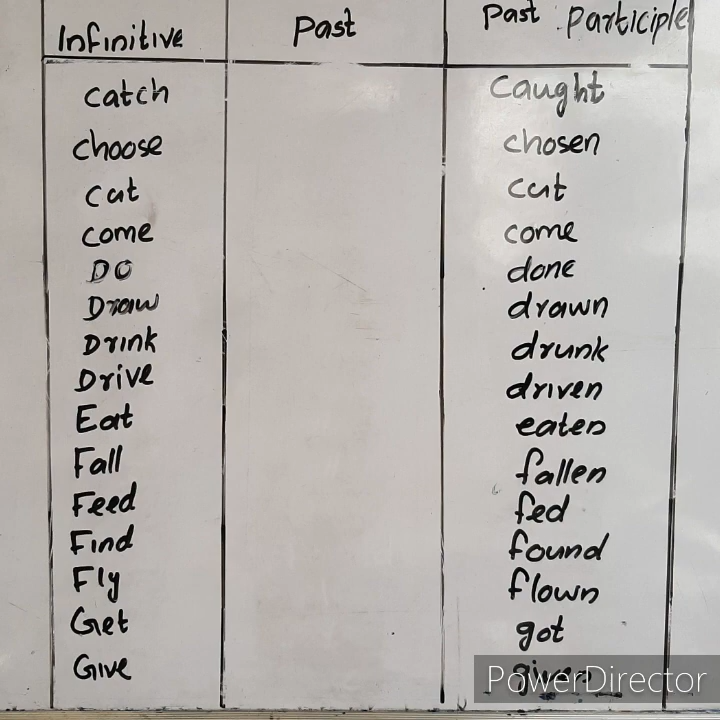 Infinitive Past Past Participle
catch caught
choose chosen
cut cut
come come
DO done
Draw drawn
Drink drunk
Drive driven
Eat eaten
Fall fallen
Feed fed
Find found
Fly flown
Get got
Give given
PowerDirector